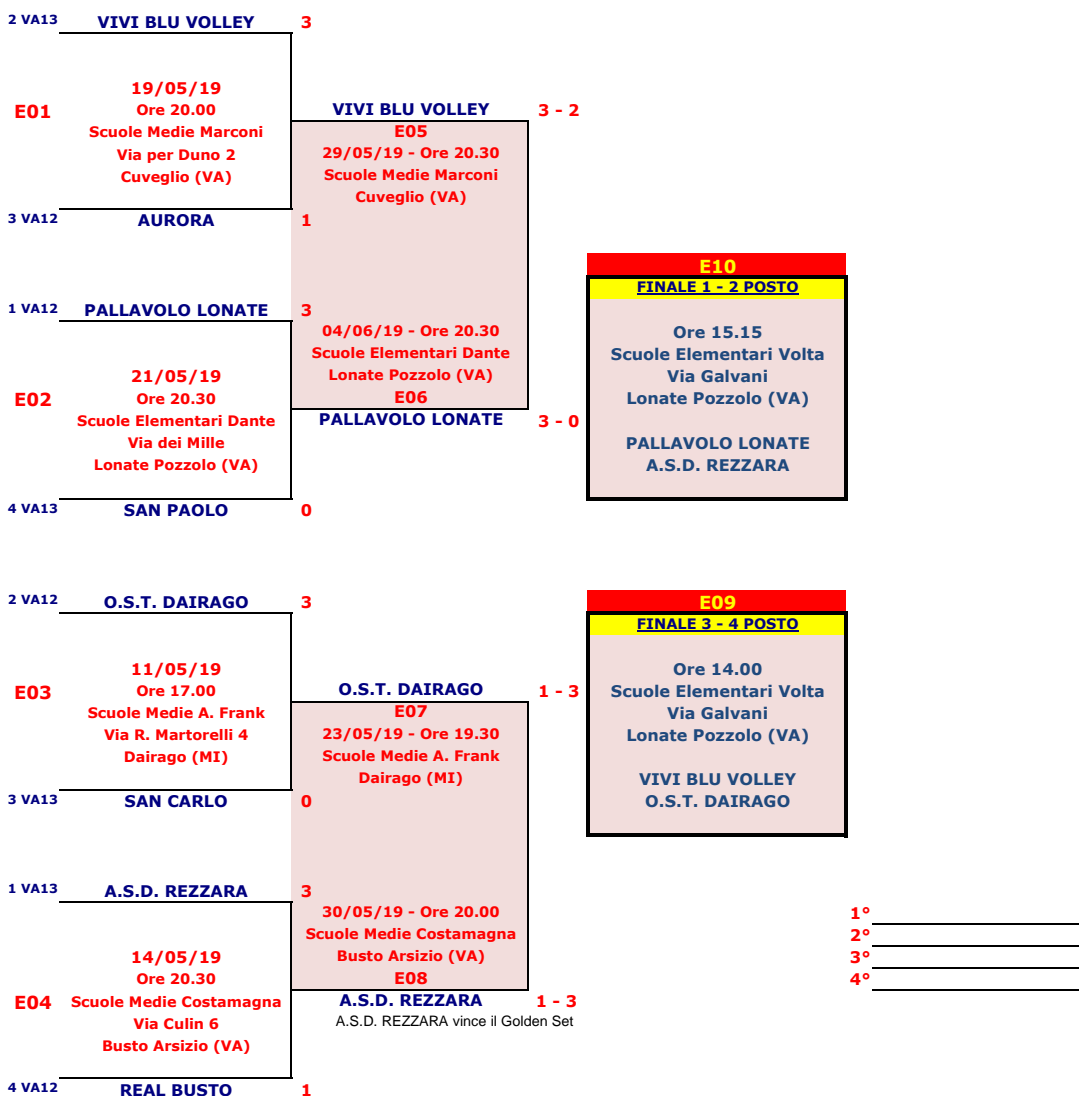 2 VA13 VIVI BLU VOLLEY 3
E01
19/05/19
Ore 20.00
Scuole Medie Marconi
Via per Duno 2
Cuveglio (VA)
3 VA12 AURORA 1
VIVI BLU VOLLEY 3 - 2
E05
29/05/19 - Ore 20.30
Scuole Medie Marconi
Cuveglio (VA)
1 VA12 PALLAVOLO LONATE 3
E02
21/05/19
Ore 20.30
Scuole Elementari Dante
Via dei Mille
Lonate Pozzolo (VA)
4 VA13 SAN PAOLO 0
04/06/19 - Ore 20.30
Scuole Elementari Dante
Lonate Pozzolo (VA)
E06
PALLAVOLO LONATE 3 - 0
E10
FINALE 1 - 2 POSTO
Ore 15.15
Scuole Elementari Volta
Via Galvani
Lonate Pozzolo (VA)
PALLAVOLO LONATE
A.S.D. REZZARA
2 VA12 O.S.T. DAIRAGO 3
E03
11/05/19
Ore 17.00
Scuole Medie A. Frank
Via R. Martorelli 4
Dairago (MI)
3 VA13 SAN CARLO 0
O.S.T. DAIRAGO 1 - 3
E07
23/05/19 - Ore 19.30
Scuole Medie A. Frank
Dairago (MI)
1 VA13 A.S.D. REZZARA 3
E04
14/05/19
Ore 20.30
Scuole Medie Costamagna
Via Culin 6
Busto Arsizio (VA)
4 VA12 REAL BUSTO 1
30/05/19 - Ore 20.00
Scuole Medie Costamagna
Busto Arsizio (VA)
E08
A.S.D. REZZARA 1 - 3
A.S.D. REZZARA vince il Golden Set
E09
FINALE 3 - 4 POSTO
Ore 14.00
Scuole Elementari Volta
Via Galvani
Lonate Pozzolo (VA)
VIVI BLU VOLLEY
O.S.T. DAIRAGO
1°
2°
3°
4°